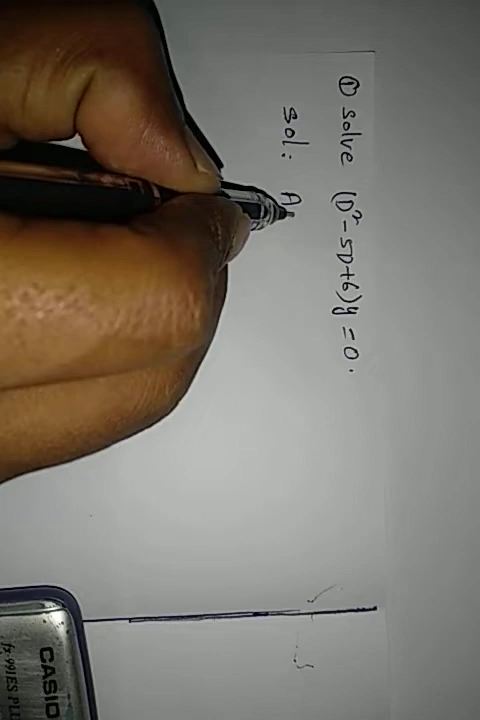 ① Solve (D²-5D+6)y = 0.
Sol: A
CASIO
fx-991ES PLU